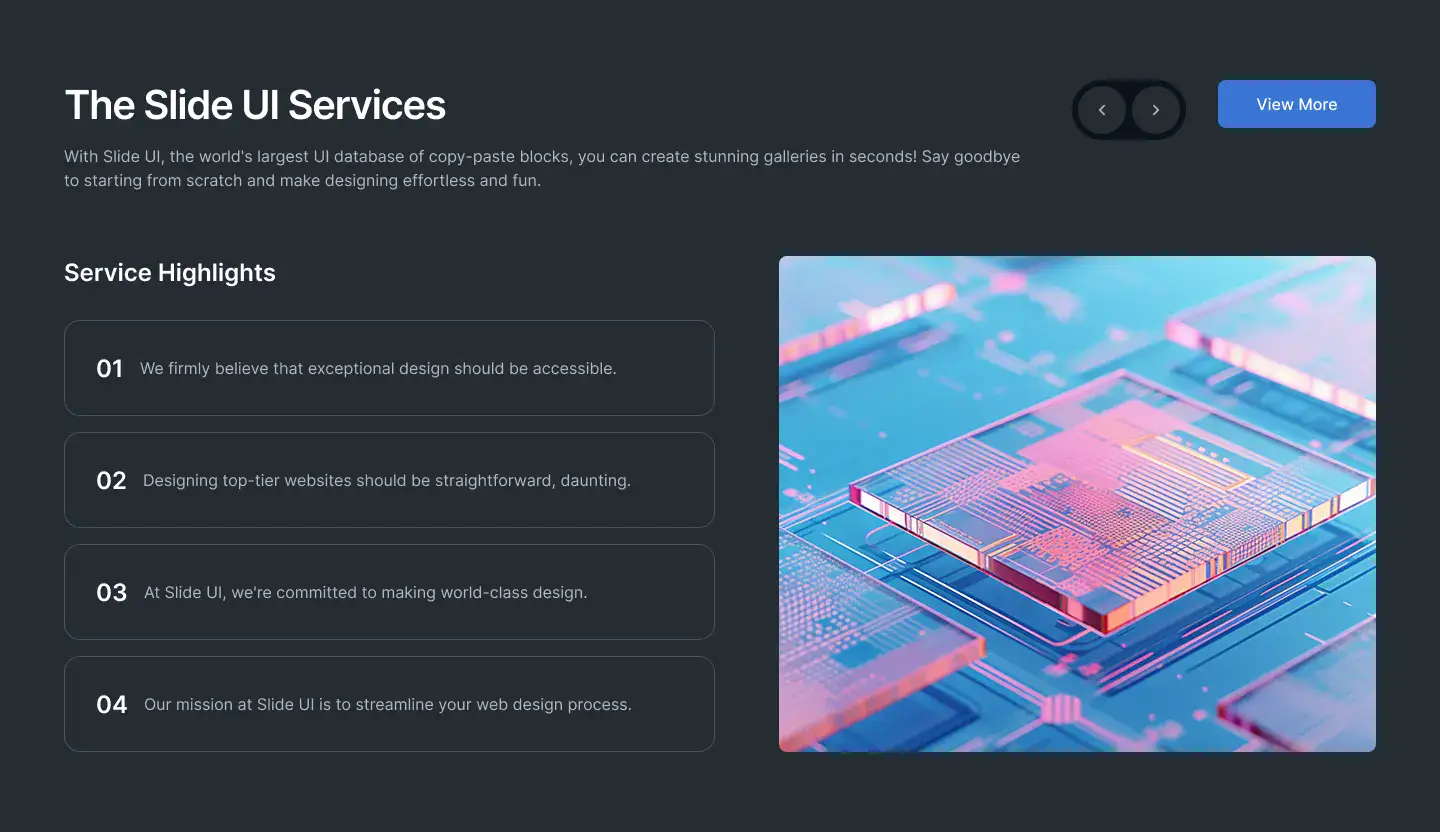 The Slide UI Services
View More
With Slide UI, the world's largest UI database of copy-paste blocks, you can create stunning galleries in seconds! Say goodbye
to starting from scratch and make designing effortless and fun.
Service Highlights
01 We firmly believe that exceptional design should be accessible.
02 Designing top-tier websites should be straightforward, daunting.
03 At Slide UI, we're committed to making world-class design.
04 Our mission at Slide UI is to streamline your web design process.